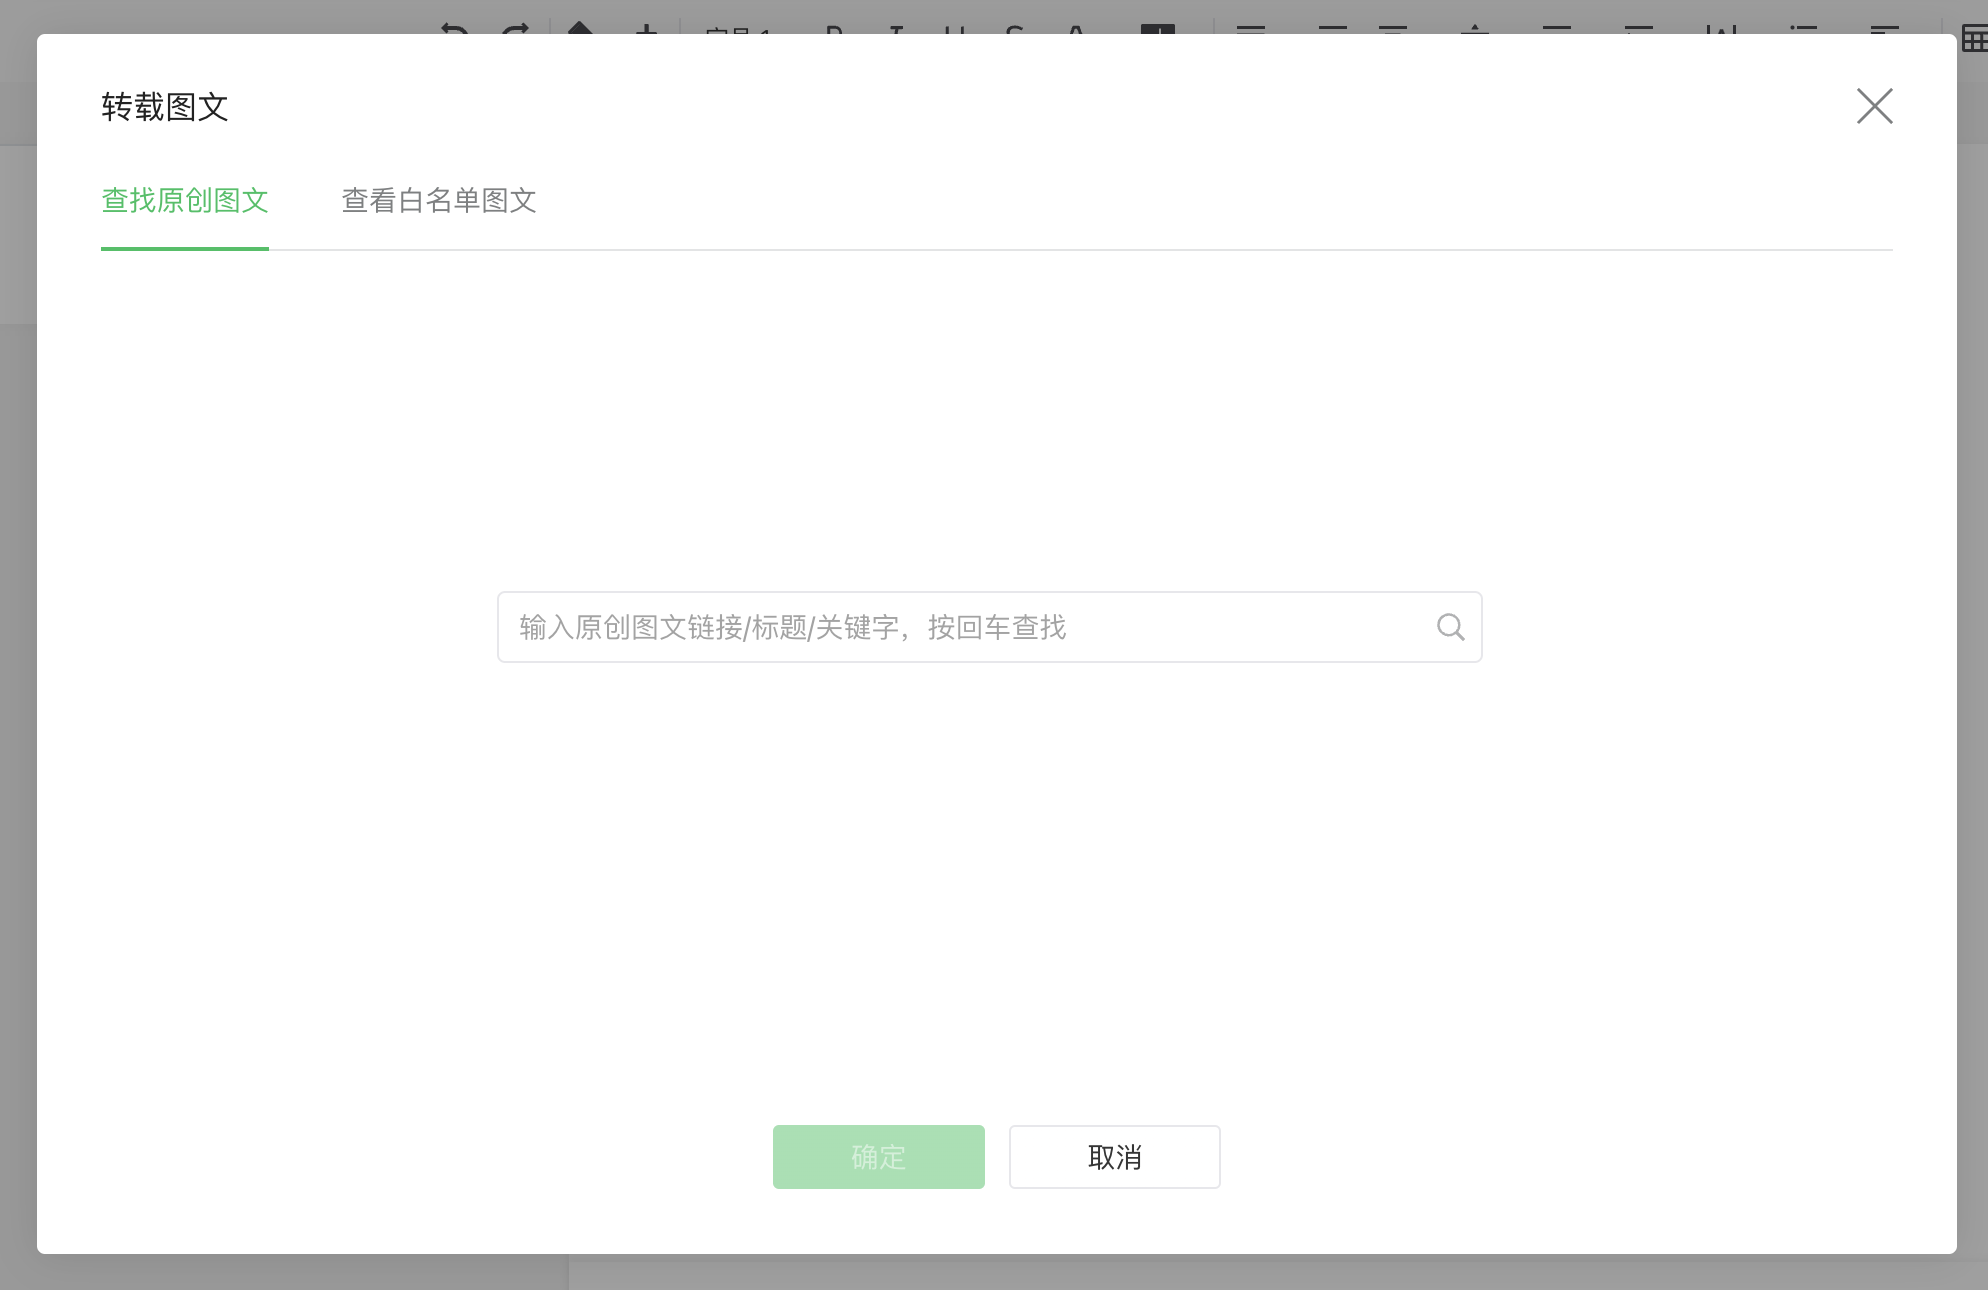 转载图文
查找原创图文 查看白名单图文
输入原创图文链接/标题/关键字，按回车查找
确定 取消